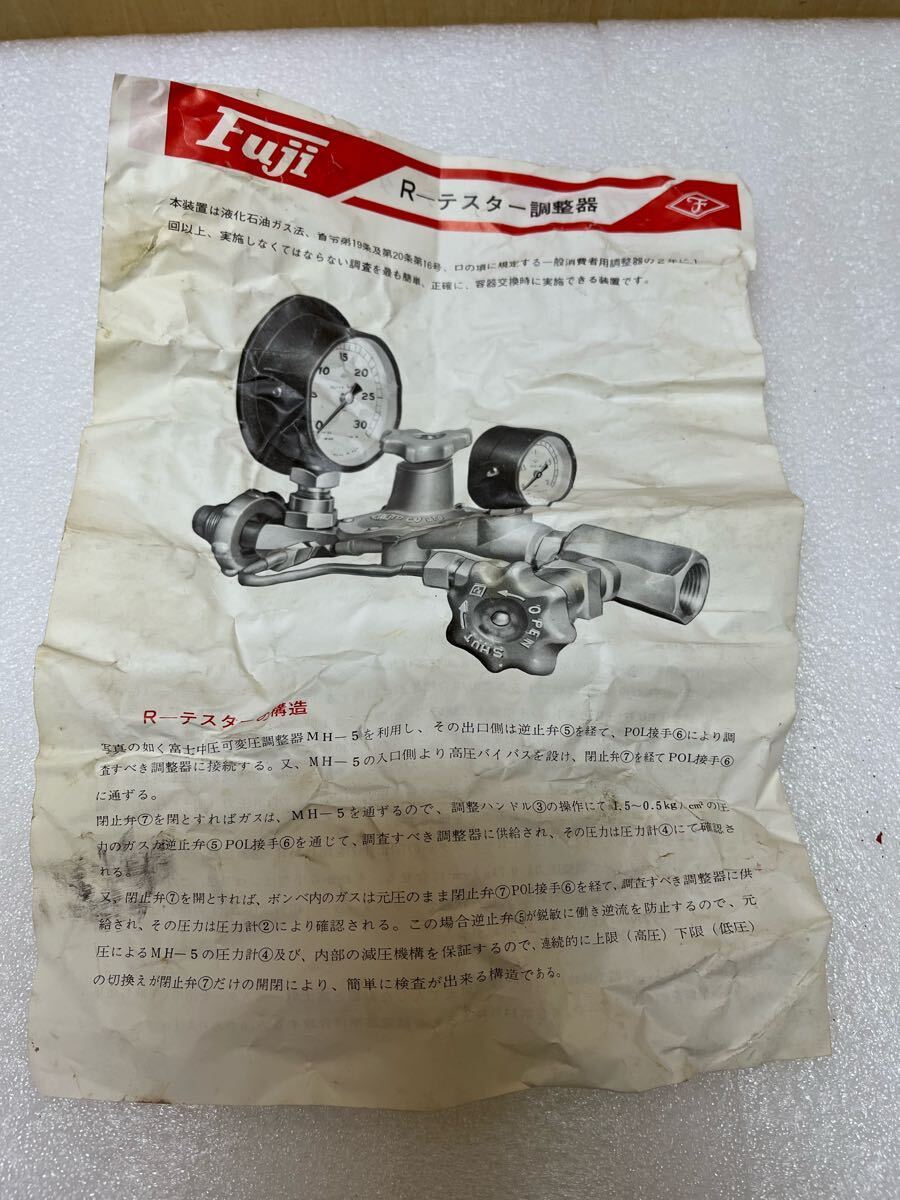 Fuji
R—テスター調整器
F
本装置は液化石油ガス法、省令第19条及第20条第16号、ロの項に規定する一般消費者用調整器の2年に1
回以上、実施しなくてはならない調査を最も簡単、正確に、容器交換時に実施できる装置です。
0 10 15 20 25 30
OPEN
SHUT
R—テスターの構造
写真の如く富士中圧可変圧調整器MH—5を利用し、その出口側は逆止弁⑤を経て、POL接手⑥により調
査すべき調整器に接続する。又、MH—5の入口側より高圧バイパスを設け、閉止弁⑦を経てPOL接手⑥
に通ずる。
閉止弁⑦を閉とすればガスは、MH—5を通ずるので、調整ハンドル③の操作にて1.5~0.5kg/cm²の圧
力のガスが逆止弁⑤POL接手⑥を通じて、調査すべき調整器に供給され、その圧力は圧力計④にて確認さ
れる。
又、閉止弁⑦を開とすれば、ボンベ内のガスは元圧のまま閉止弁⑦POL接手⑥を経て、調査すべき調整器に供
給され、その圧力は圧力計②により確認される。この場合逆止弁⑤が鋭敏に働き逆流を防止するので、元
圧によるMH—5の圧力計④及び、内部の減圧機構を保証するので、連続的に上限（高圧）下限（低圧）
の切換えが閉止弁⑦だけの開閉により、簡単に検査が出来る構造である。